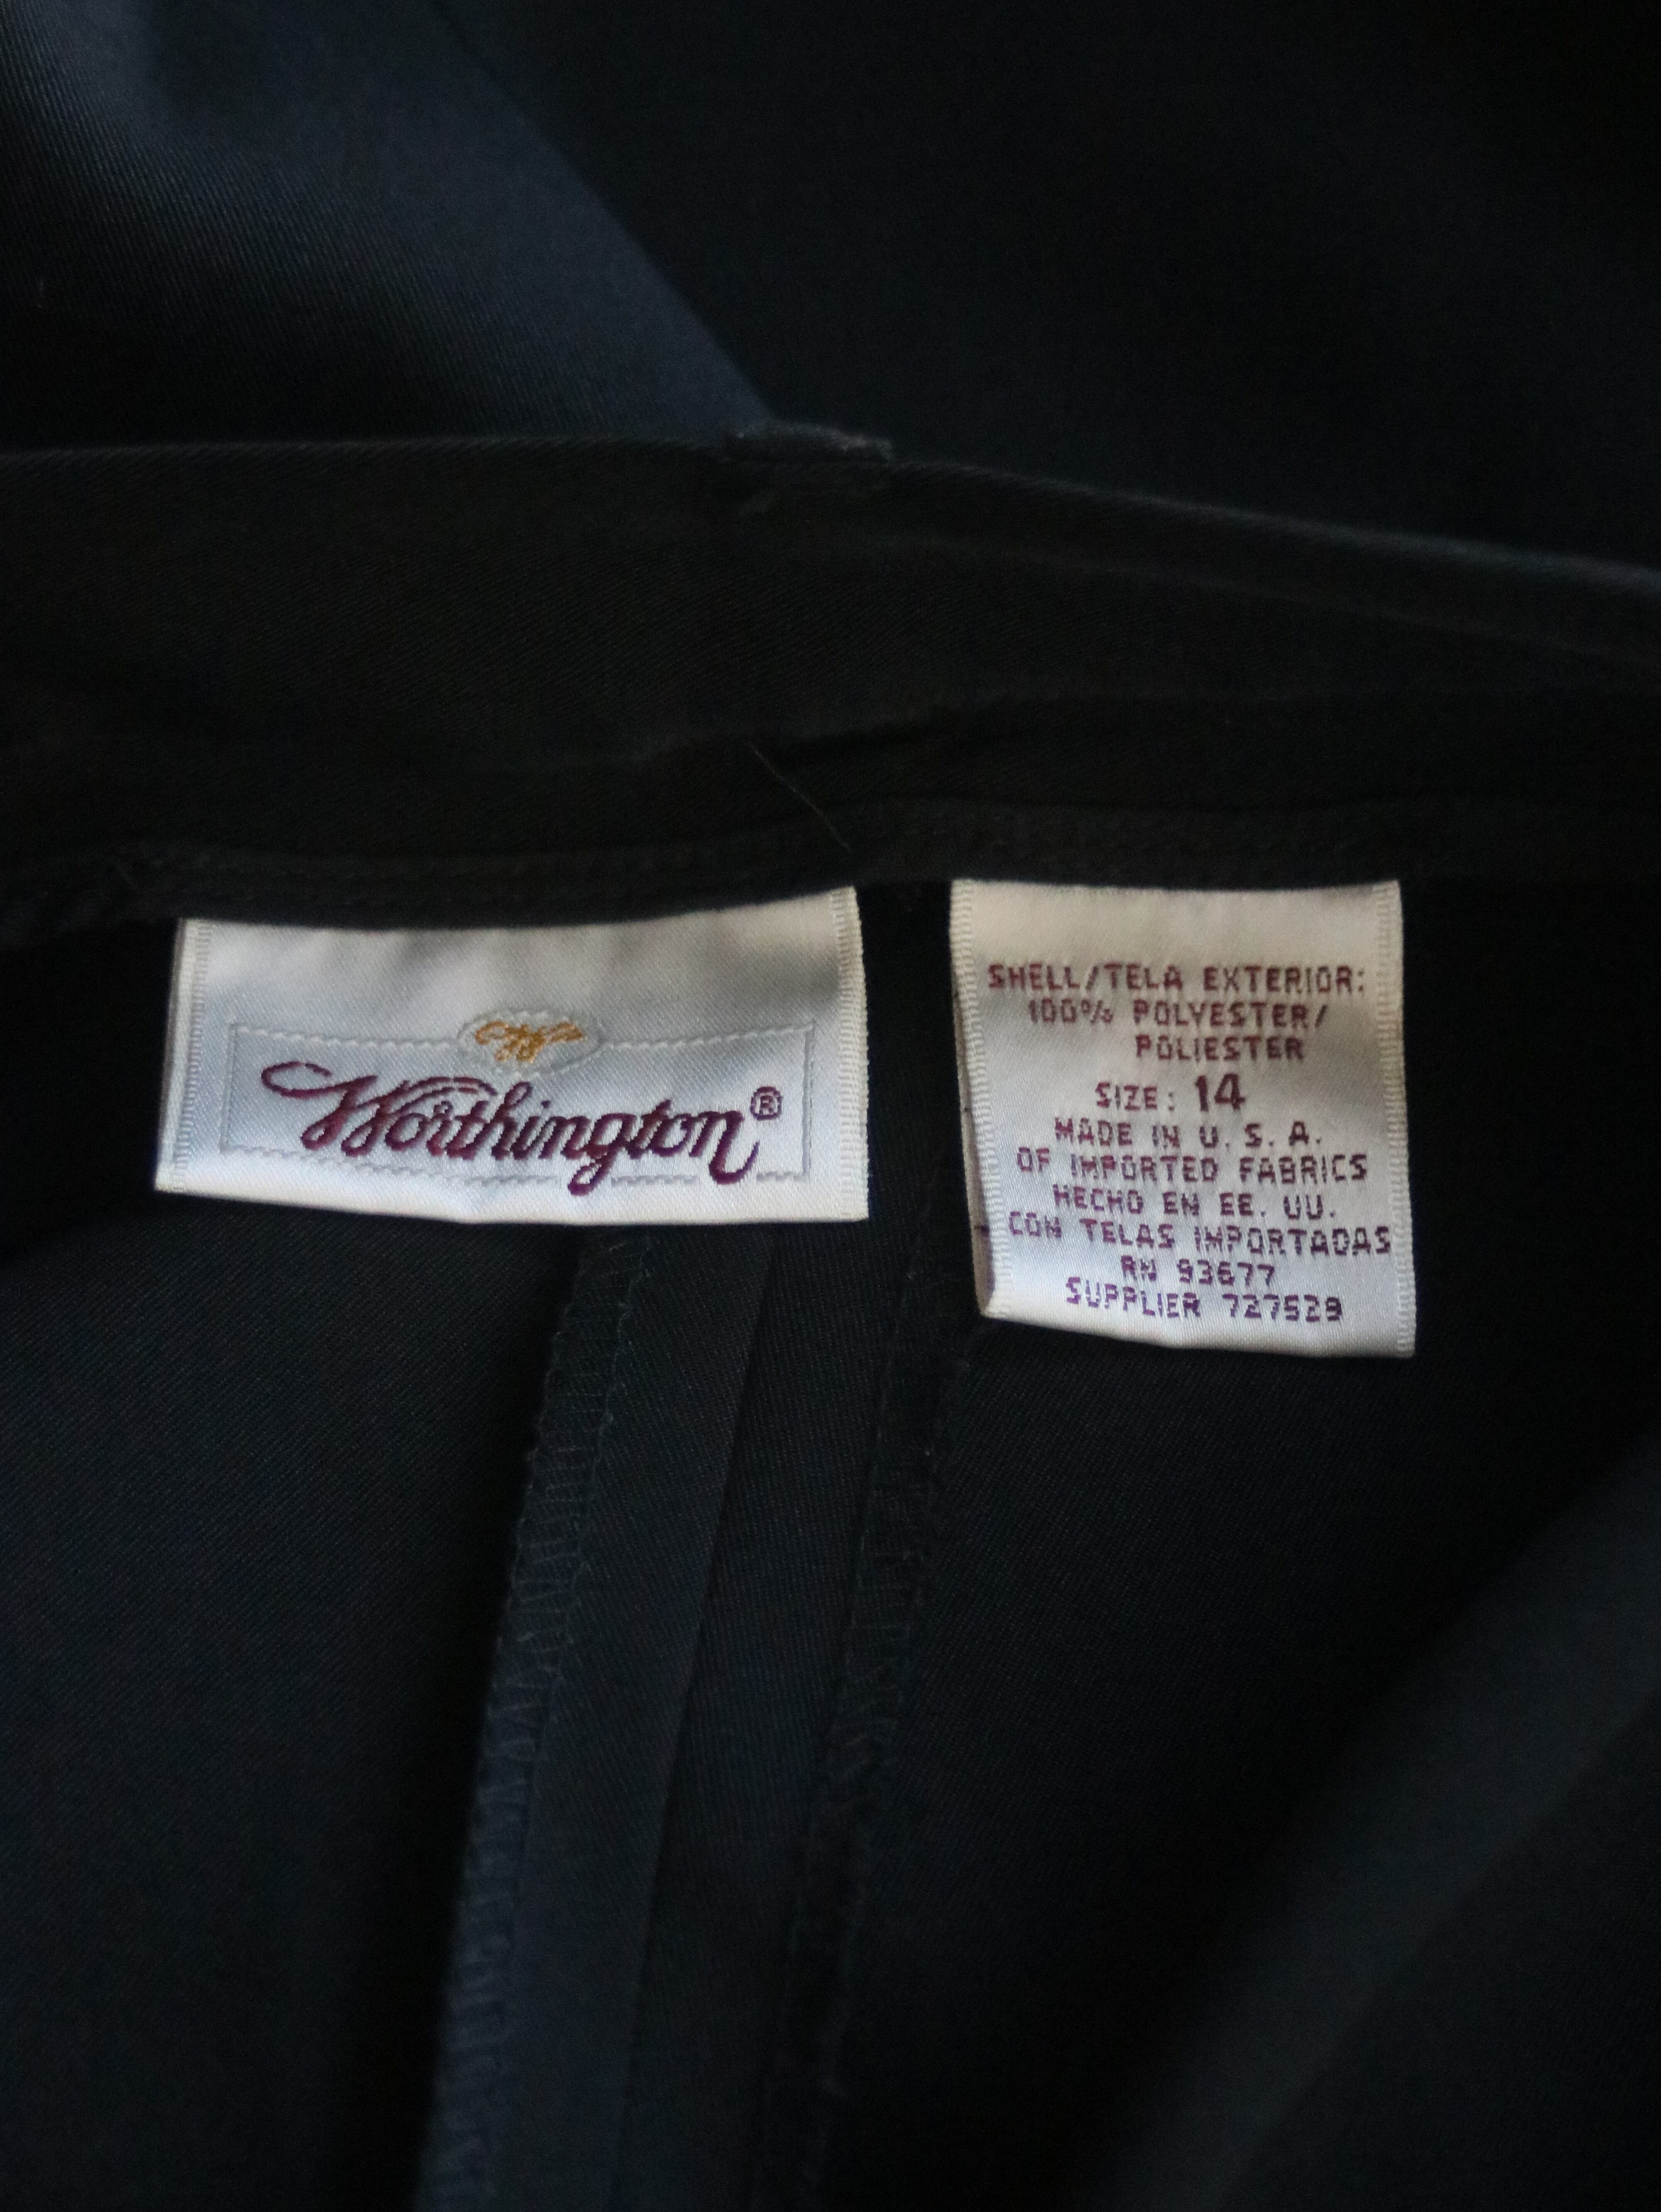 W
Worthington®
SHELL/TELA EXTERIOR:
100% POLYESTER/
POLIESTER
SIZE: 14
MADE IN U. S. A.
OF IMPORTED FABRICS
HECHO EN EE. UU.
CON TELAS IMPORTADAS
RN 93677
SUPPLIER 727529